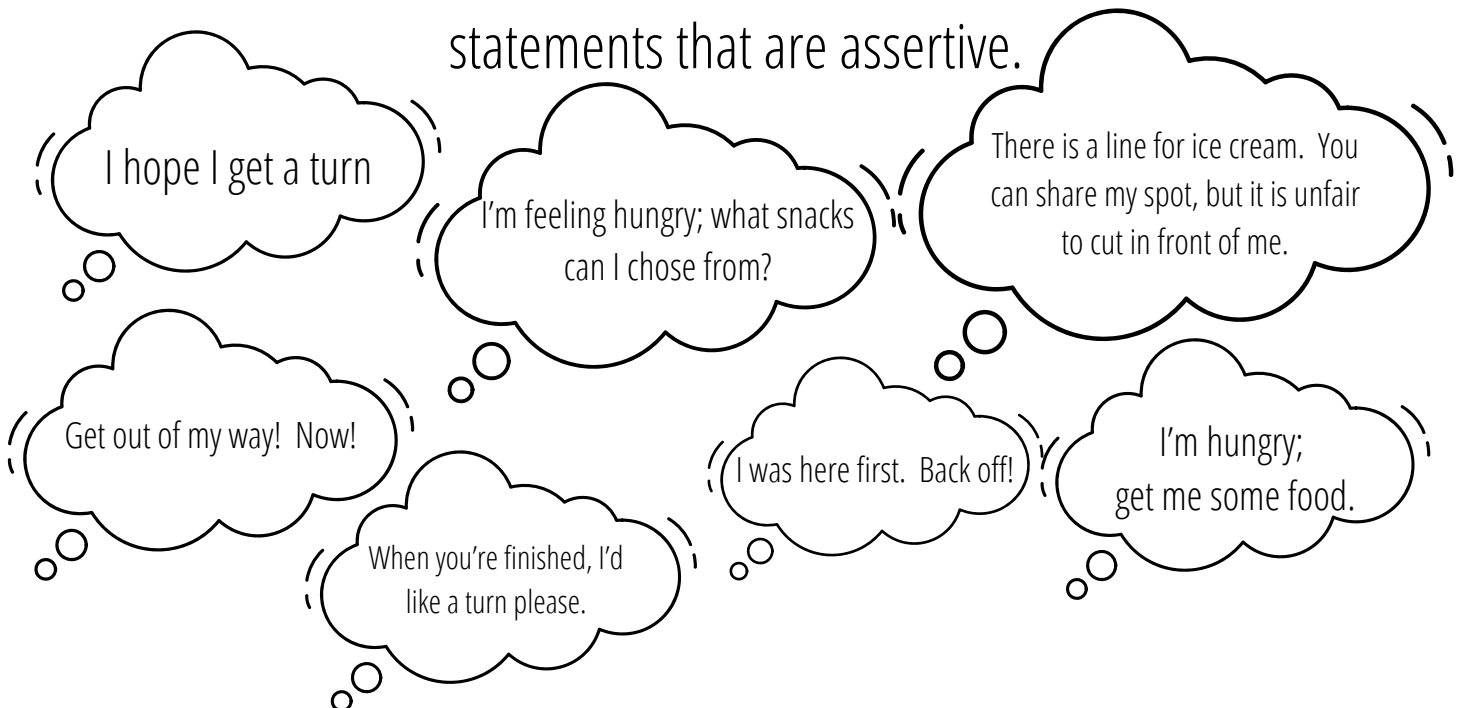 statements that are assertive.
I hope I get a turn
I’m feeling hungry; what snacks
can I chose from?
There is a line for ice cream.  You
can share my spot, but it is unfair
to cut in front of me.
Get out of my way!  Now!
When you’re finished, I’d
like a turn please.
I was here first.  Back off!
I’m hungry;
get me some food.